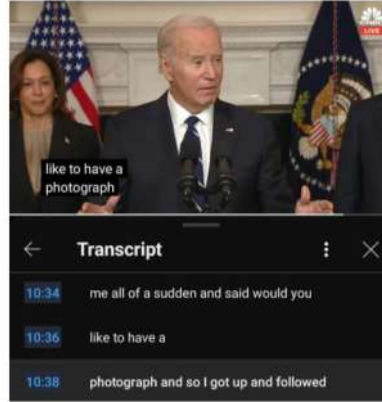 LIVE
like to have a
photograph
Transcript
10:34 me all of a sudden and said would you
10:36 like to have a
10:38 photograph and so I got up and followed